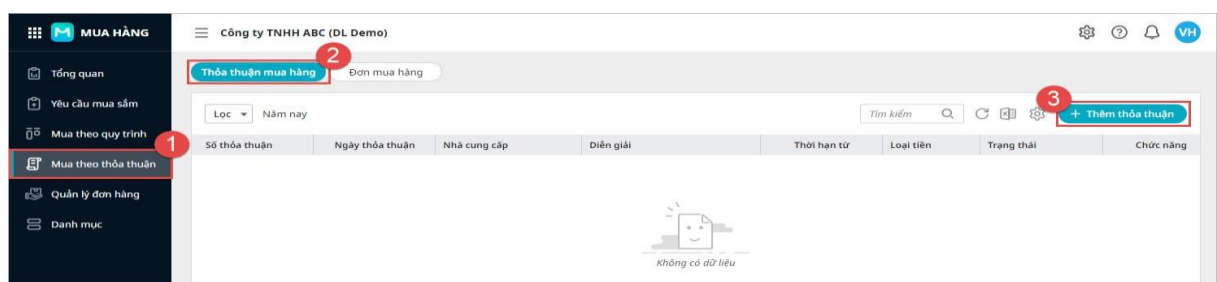 MUA HÀNG
Công ty TNHH ABC (DL Demo)
VH
2
Tổng quan
Thỏa thuận mua hàng
Đơn mua hàng
3
Yêu cầu mua sắm
Lọc
Năm nay
Tìm kiếm
+ Thêm thỏa thuận
1
Mua theo quy trình
Số thỏa thuận
Ngày thỏa thuận
Nhà cung cấp
Diễn giải
Thời hạn từ
Loại tiền
Trạng thái
Chức năng
Mua theo thỏa thuận
Quản lý đơn hàng
Danh mục
Không có dữ liệu